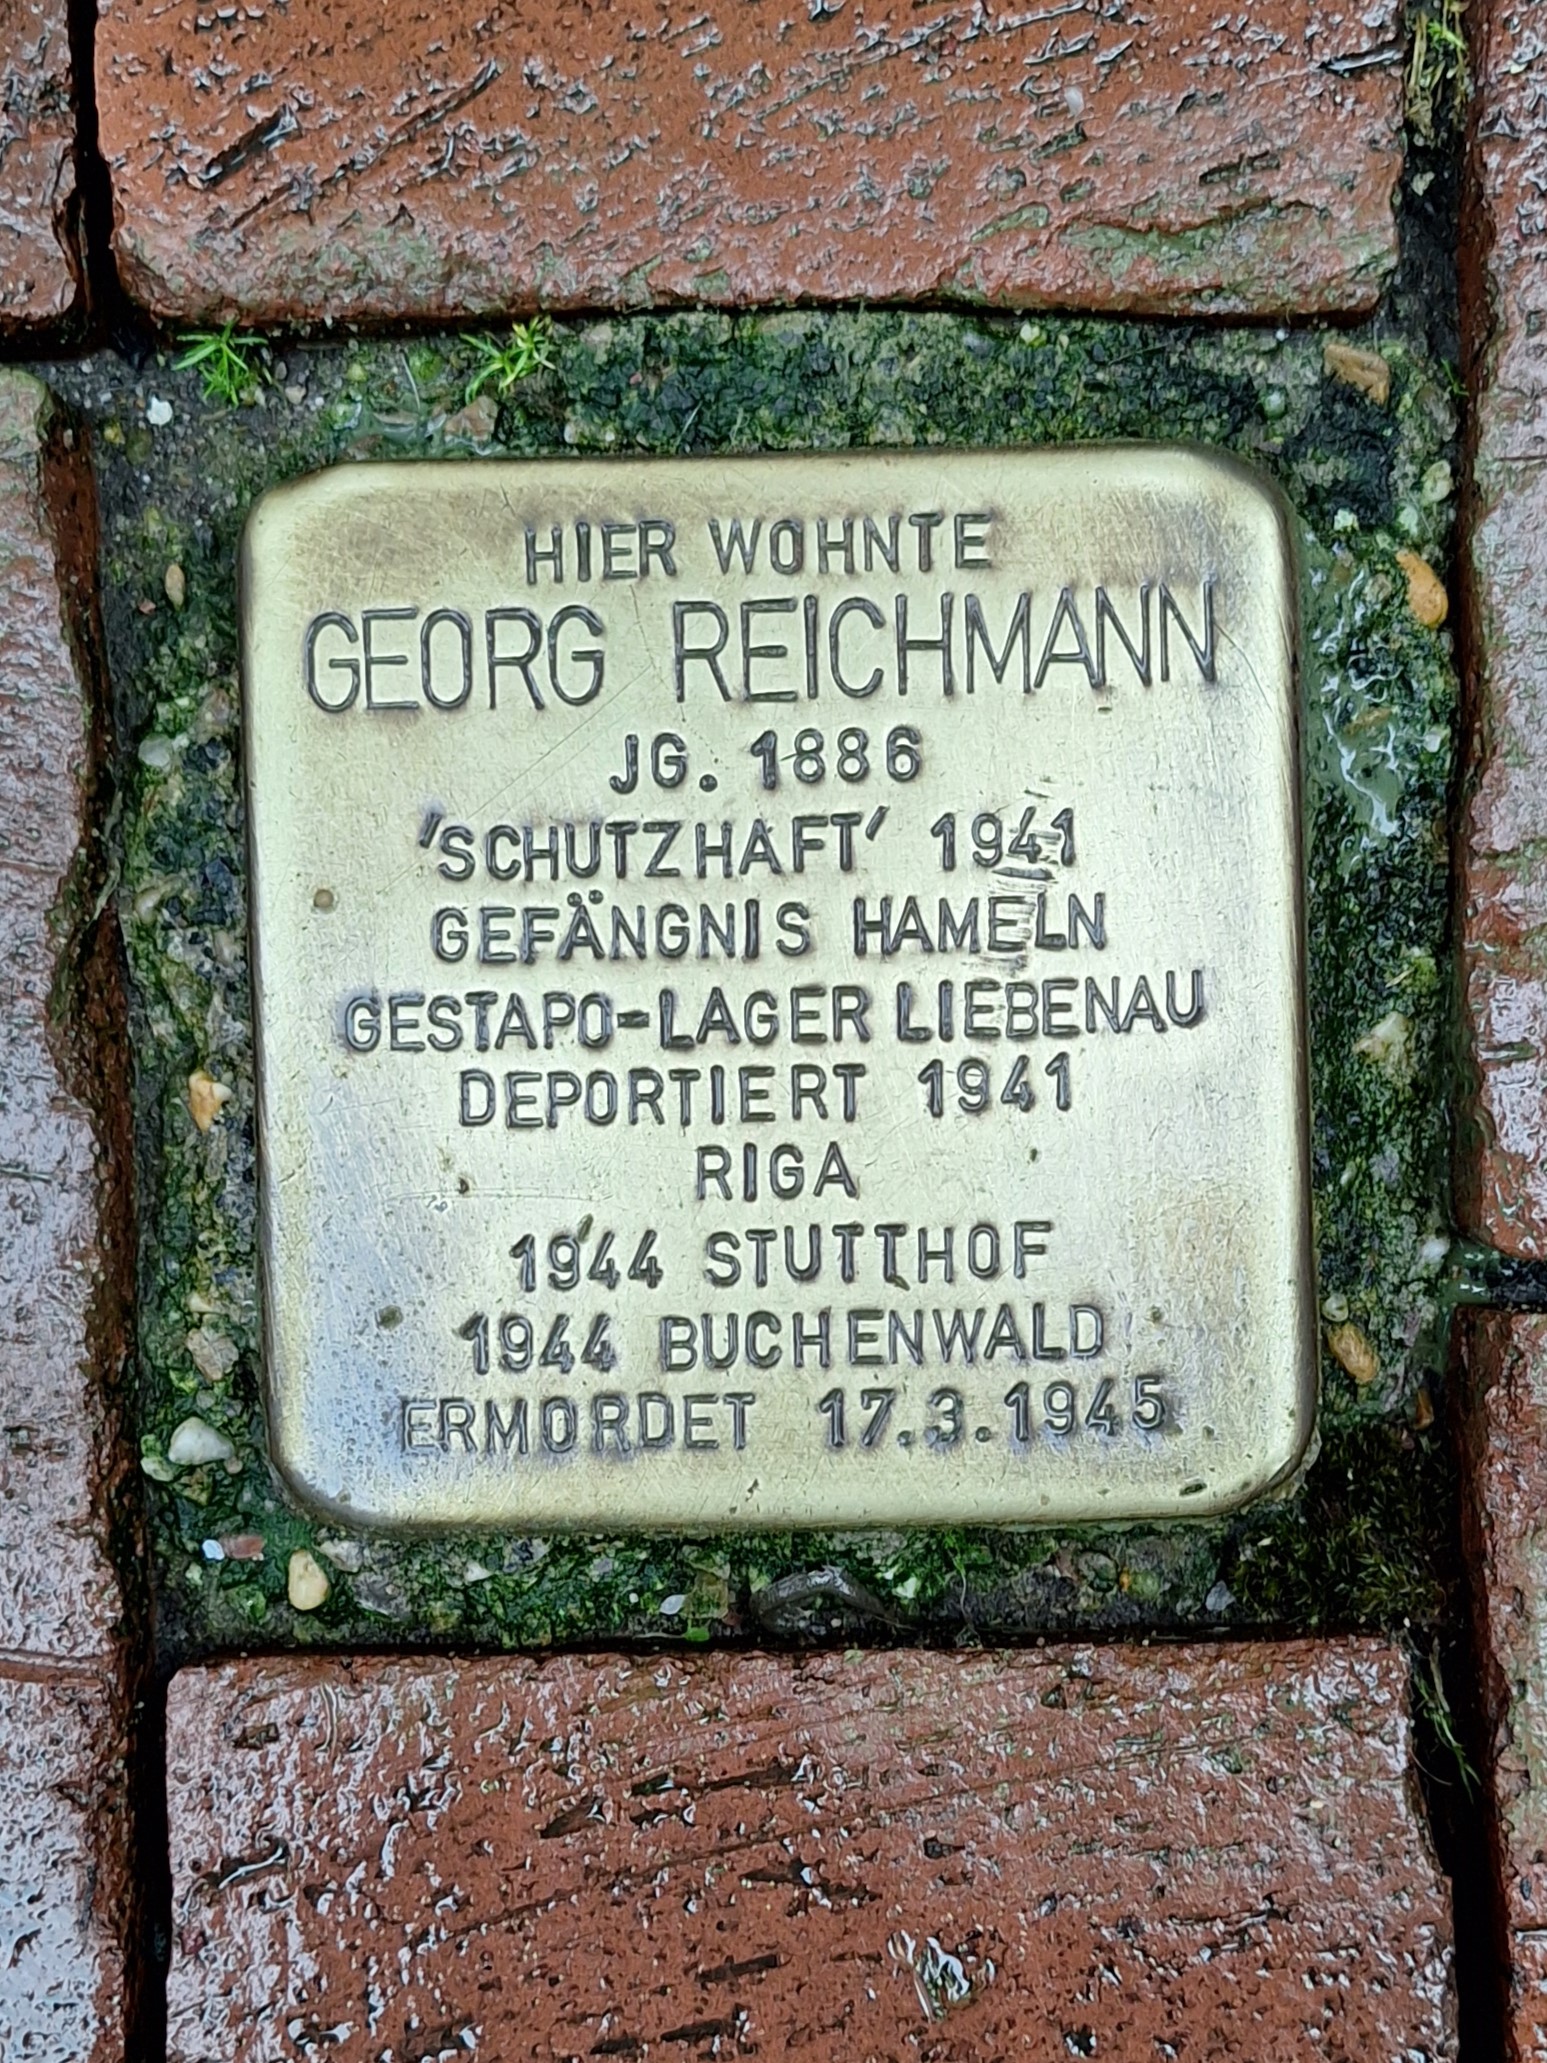 HIER WOHNTE
GEORG REICHMANN
JG. 1886
'SCHUTZHAFT' 1941
GEFÄNGNIS HAMELN
GESTAPO-LAGER LIEBENAU
DEPORTIERT 1941
RIGA
1944 STUTTHOF
1944 BUCHENWALD
ERMORDET 17.3.1945